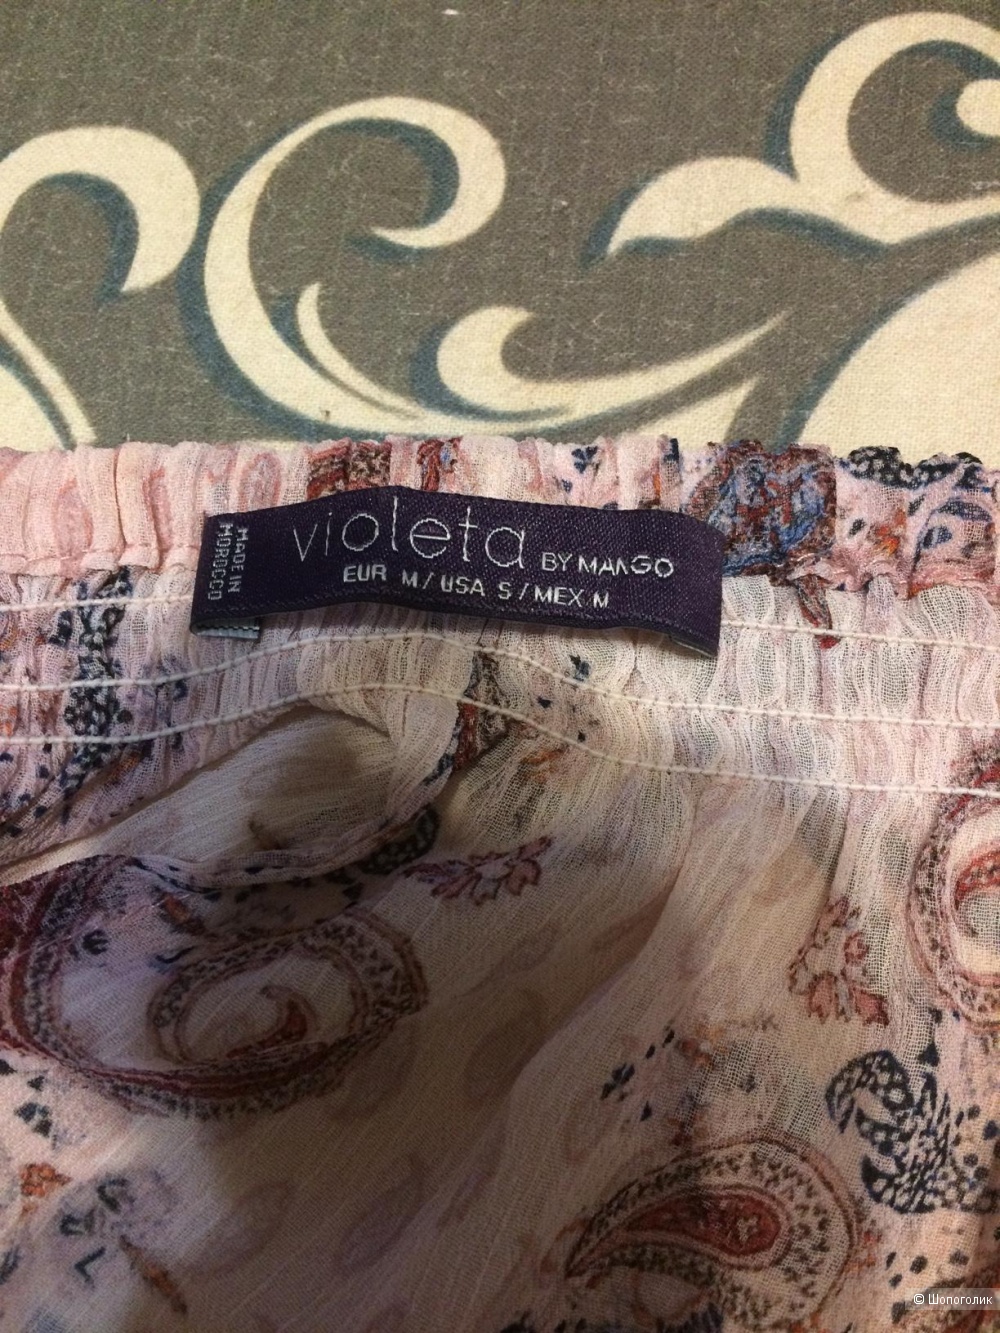 violeta BY MANGO
EUR M / USA S / MEX M
MADE IN
MOROCCO
© Шопоголик